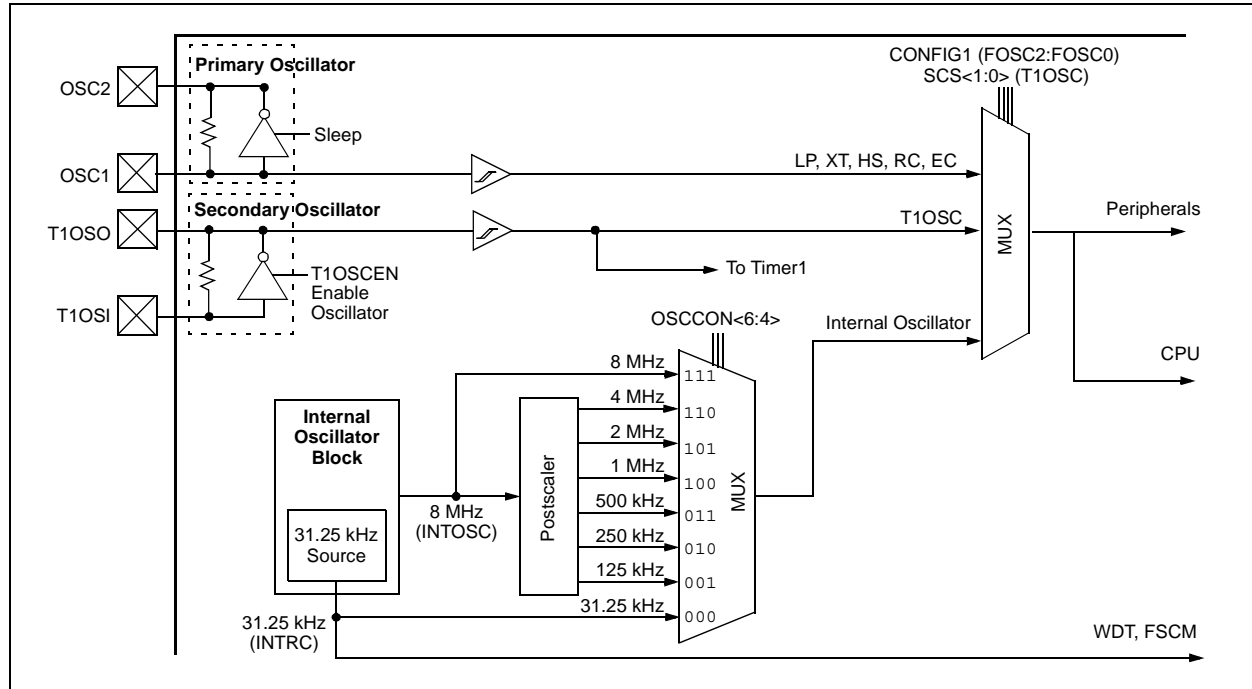 CONFIG1 (FOSC2:FOSC0)
SCS<1:0> (T1OSC)
Primary Oscillator
OSC2
Sleep
OSC1
LP, XT, HS, RC, EC
Secondary Oscillator
T1OSO
T1OSC
Peripherals
MUX
To Timer1
T1OSCEN
Enable
Oscillator
T1OSI
OSCCON<6:4>
Internal Oscillator
CPU
8 MHz
111
4 MHz
110
Internal
Oscillator
Block
2 MHz
101
1 MHz
100
Postscaler
MUX
8 MHz
(INTOSC)
500 kHz
011
31.25 kHz
Source
250 kHz
010
125 kHz
001
31.25 kHz
000
31.25 kHz
(INTRC)
WDT, FSCM